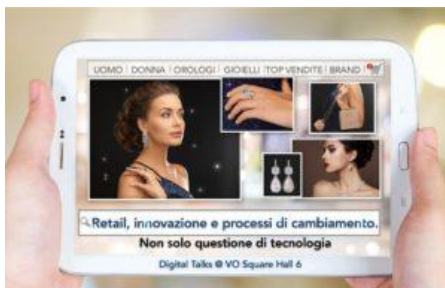 UOMO | DONNA | OROLOGI | GIOIELLI | TOP VENDITE | BRAND |
Retail, innovazione e processi di cambiamento.
Non solo questione di tecnologia
Digital Talks @ VO Square Hall 6